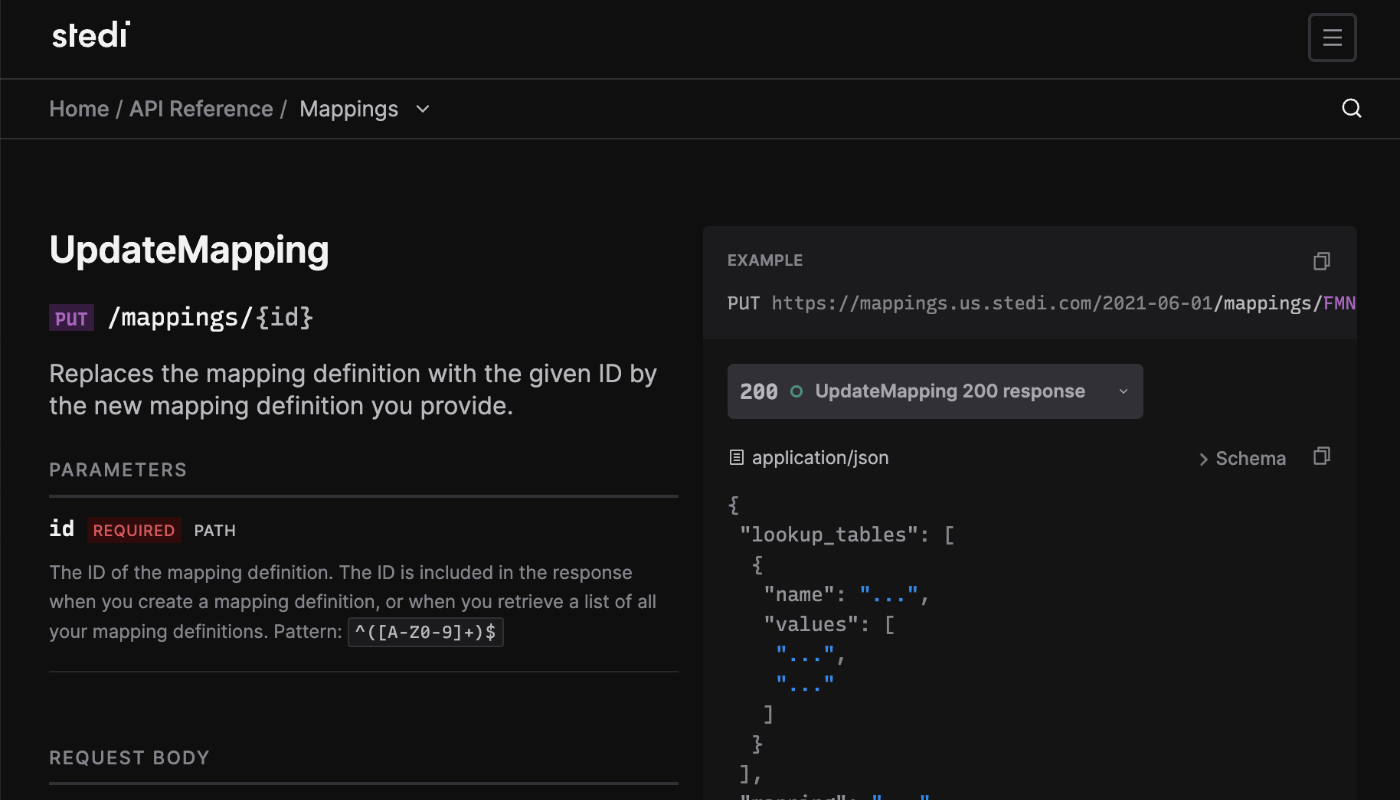 stedi
Home / API Reference / Mappings
UpdateMapping
PUT /mappings/{id}
Replaces the mapping definition with the given ID by
the new mapping definition you provide.
PARAMETERS
id REQUIRED PATH
The ID of the mapping definition. The ID is included in the response
when you create a mapping definition, or when you retrieve a list of all
your mapping definitions. Pattern: ^([A-Z0-9]+)$
REQUEST BODY
EXAMPLE
PUT https://mappings.us.stedi.com/2021-06-01/mappings/FMN
200 UpdateMapping 200 response
application/json
Schema
{
"lookup_tables": [
{
"name": "...",
"values": [
"...",
"..."
]
}
],
"mapping": "..."